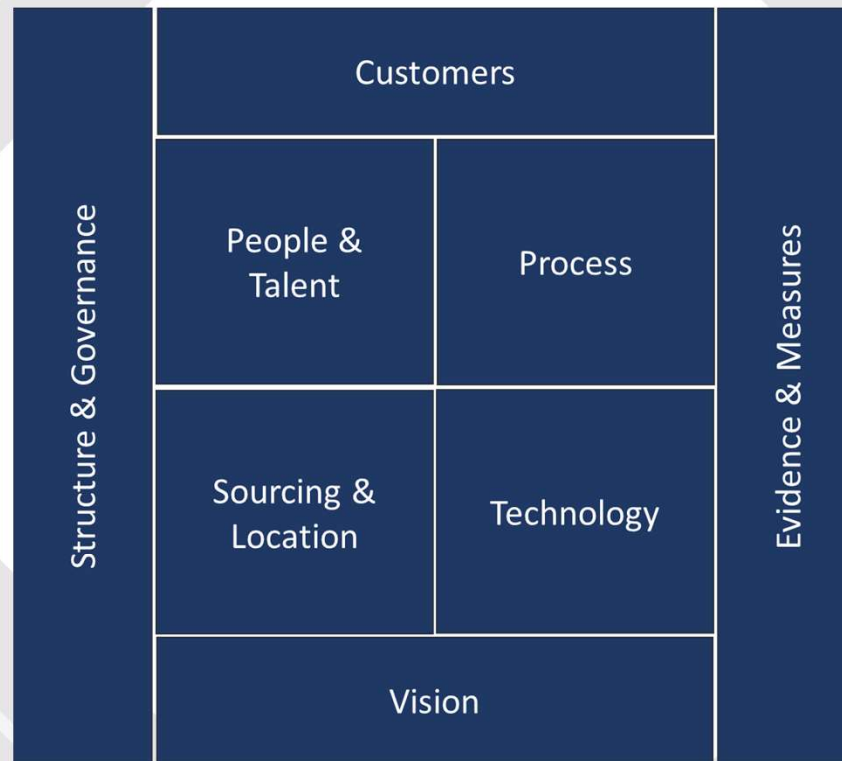 Customers
Structure & Governance
People &
Talent
Process
Sourcing &
Location
Technology
Evidence & Measures
Vision